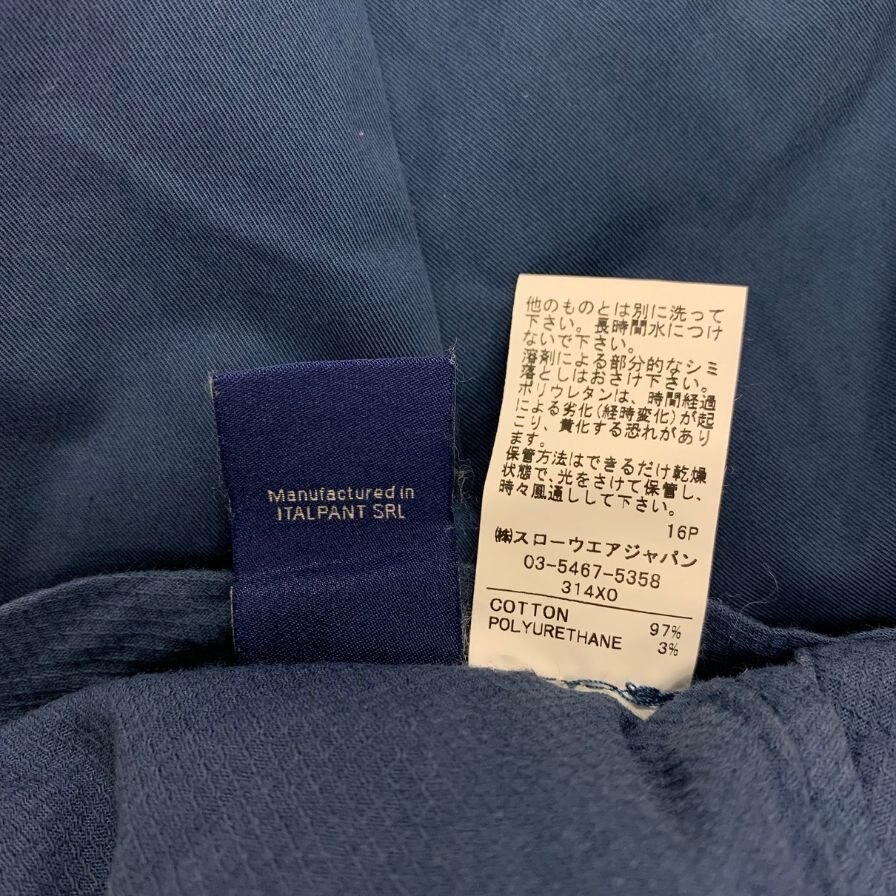 Manufactured in
ITALPANT SRL
他のものとは別に洗って
下さい。長時間水につけ
ないで下さい。
溶剤による部分的なシミ
落としはおさけ下さい。
ポリウレタンは、時間経過
による劣化(経時変化)が起
こり、黄化する恐れがあり
ます。
保管方法はできるだけ乾燥
状態で、光をさけて保管し、
時々風通しして下さい。
16P
㈱スローウエアジャパン
03-5467-5358
314X0
COTTON 97%
POLYURETHANE 3%